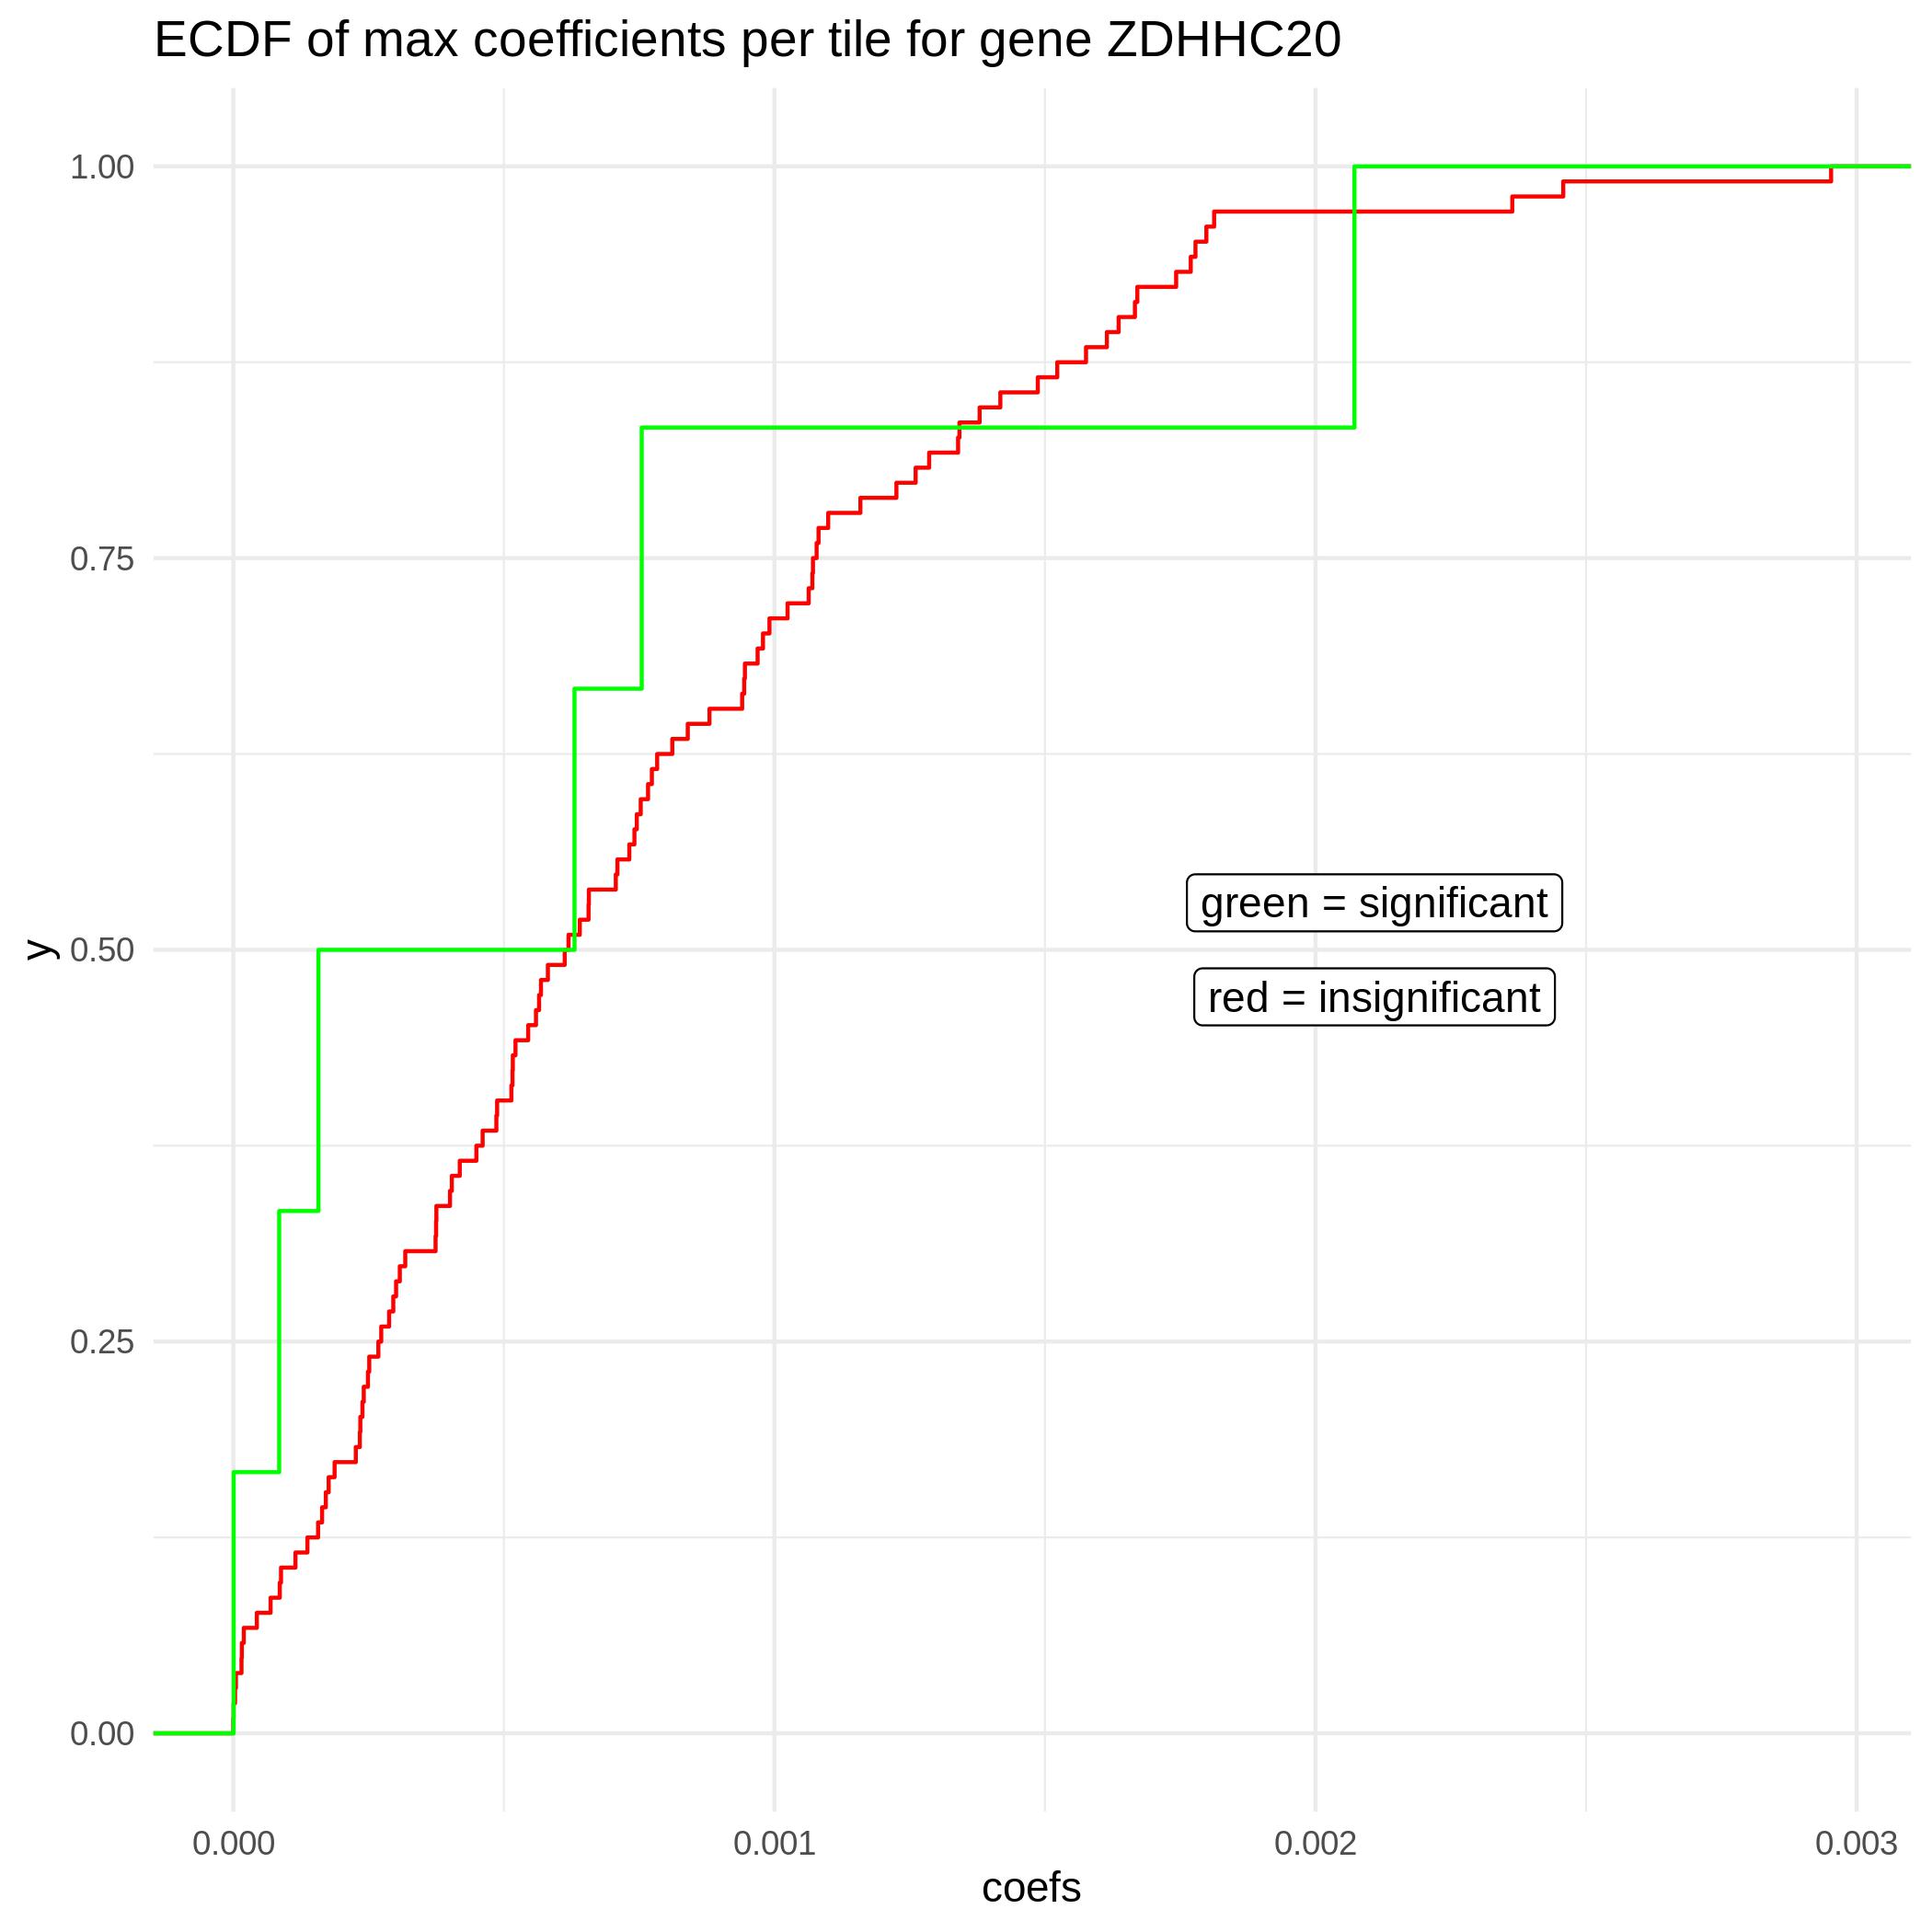 ECDF of max coefficients per tile for gene ZDHHC20
1.00
0.75
0.50
0.25
0.00
y
green = significant
red = insignificant
0.000
0.001
0.002
0.003
coefs